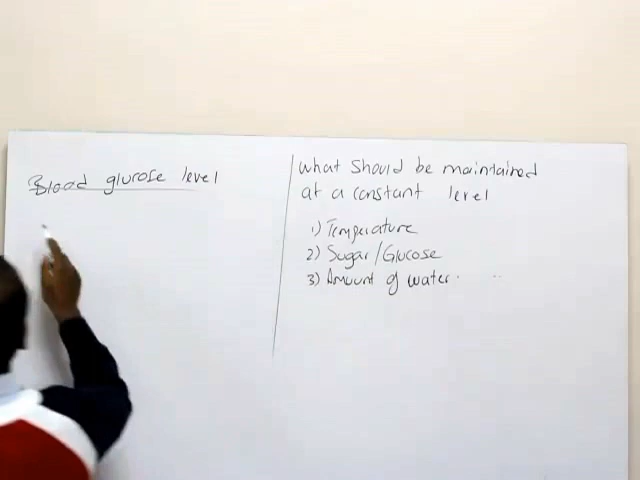 Blood glucose level
What should be maintained
at a constant level
1) Temperature
2) Sugar/Glucose
3) Amount of water.